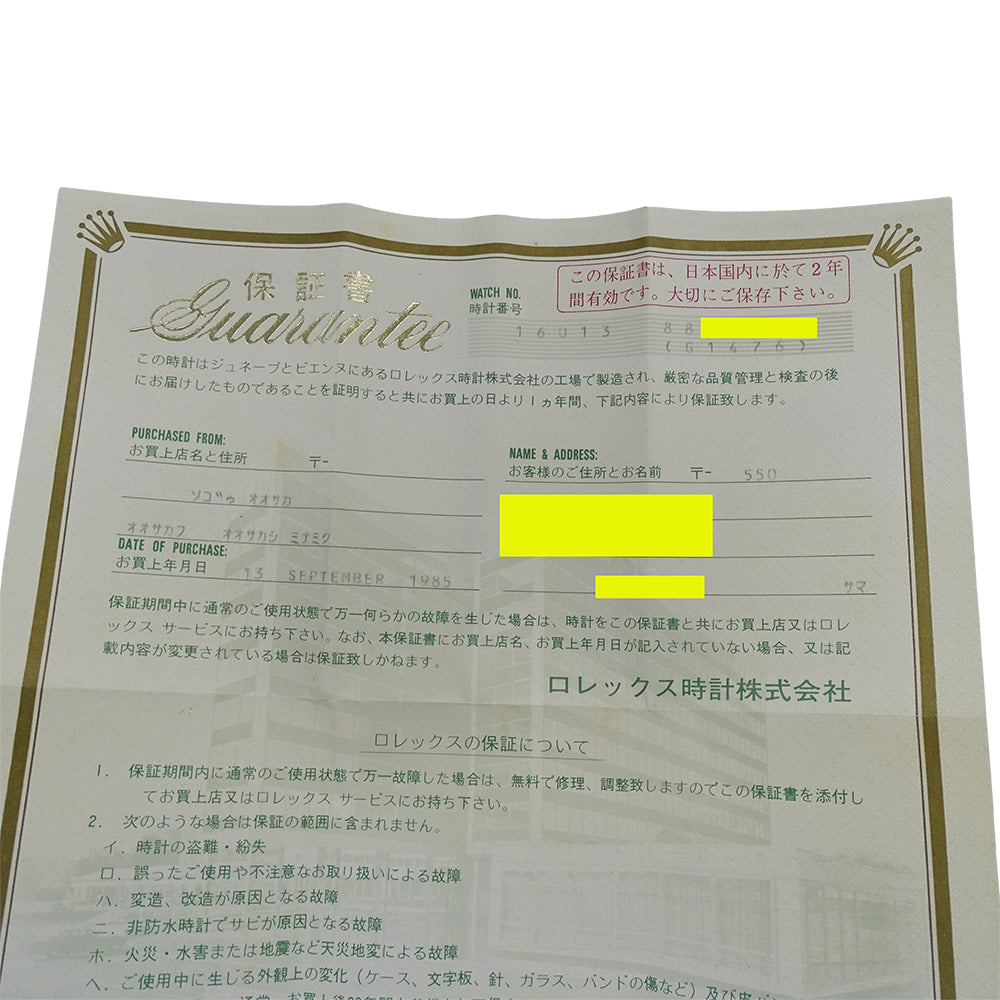 保証書
Guarantee
WATCH NO.
時計番号
この保証書は、日本国内に於て2年
間有効です。大切にご保存下さい。
16013 88
(G1476)
この時計はジュネーブとビエンヌにあるロレックス時計株式会社の工場で製造され、厳密な品質管理と検査の後
にお届けしたものであることを証明すると共にお買上の日より1ヵ年間、下記内容により保証致します。
PURCHASED FROM:
お買上店名と住所 〒-
ソゴウ オオサカ
オオサカフ オオサカシ ミナミク
DATE OF PURCHASE:
お買上年月日 13 SEPTEMBER 1985
NAME & ADDRESS:
お客様のご住所とお名前 〒- 550
サマ
保証期間中に通常のご使用状態で万一何らかの故障を生じた場合は、時計をこの保証書と共にお買上店又はロレ
ックス サービスにお持ち下さい。なお、本保証書にお買上店名、お買上年月日が記入されていない場合、又は記
載内容が変更されている場合は保証致しかねます。
ロレックス時計株式会社
ロレックスの保証について
1. 保証期間内に通常のご使用状態で万一故障した場合は、無料で修理、調整致しますのでこの保証書を添付し
てお買上店又はロレックス サービスにお持ち下さい。
2. 次のような場合は保証の範囲に含まれません。
イ. 時計の盗難・紛失
ロ. 誤ったご使用や不注意なお取り扱いによる故障
ハ. 変造、改造が原因となる故障
ニ. 非防水時計でサビが原因となる故障
ホ. 火災・水害または地震など天災地変による故障
ヘ. ご使用中に生じる外観上の変化（ケース、文字板、針、ガラス、バンドの傷など）及び